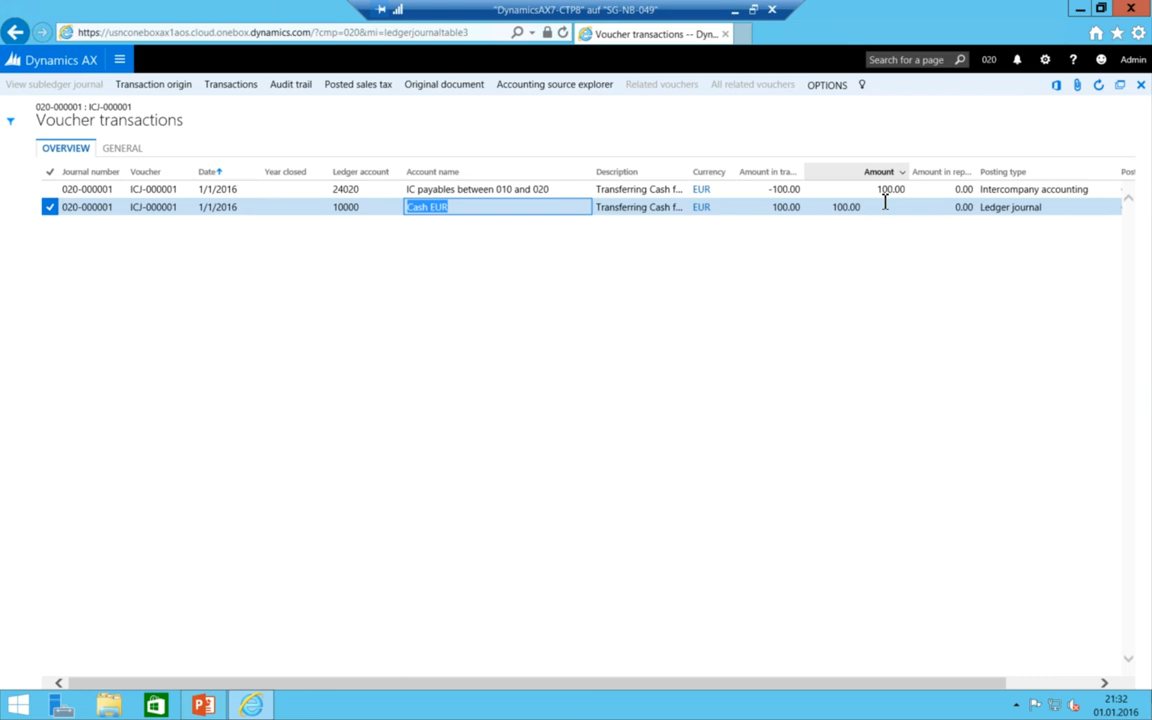 "DynamicsAX7-CTP8" auf "SG-NB-049"
https://usnconeboxax1aos.cloud.onebox.dynamics.com/?cmp=020&mi=ledgerjournaltable3
Voucher transactions -- Dyn...
Dynamics AX
Search for a page
020
Admin
View subledger journal Transaction origin Transactions Audit trail Posted sales tax Original document Accounting source explorer Related vouchers All related vouchers OPTIONS
020-000001 : ICJ-000001
Voucher transactions
OVERVIEW GENERAL
Journal number Voucher Date Year closed Ledger account Account name Description Currency Amount in tra... Amount Amount in rep... Posting type Pos
020-000001 ICJ-000001 1/1/2016 24020 IC payables between 010 and 020 Transferring Cash f... EUR -100.00 100.00 0.00 Intercompany accounting
020-000001 ICJ-000001 1/1/2016 10000 Cash EUR Transferring Cash f... EUR 100.00 100.00 0.00 Ledger journal
21:32
01.01.2016